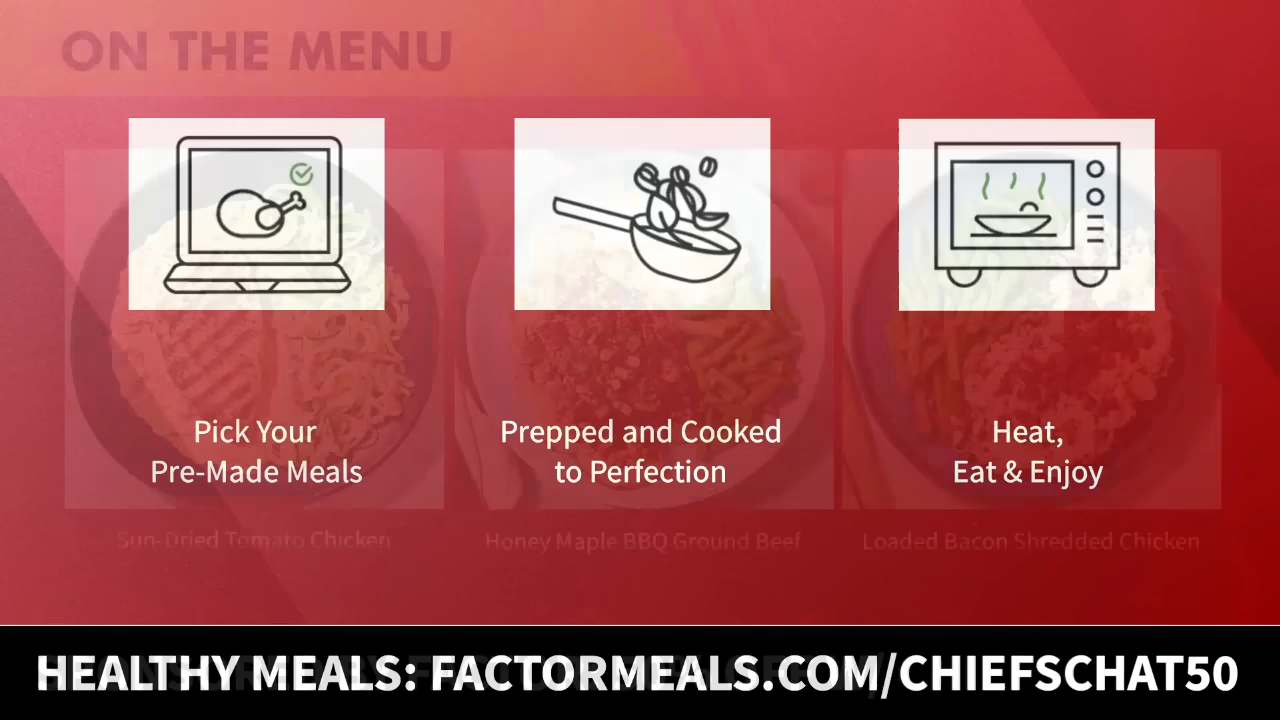 ON THE MENU
Pick Your
Pre-Made Meals
Prepped and Cooked
to Perfection
Heat,
Eat & Enjoy
Sun-Dried Tomato Chicken
Honey Maple BBQ Ground Beef
Loaded Bacon Shredded Chicken
HEALTHY MEALS: FACTORMEALS.COM/CHIEFSCHAT50